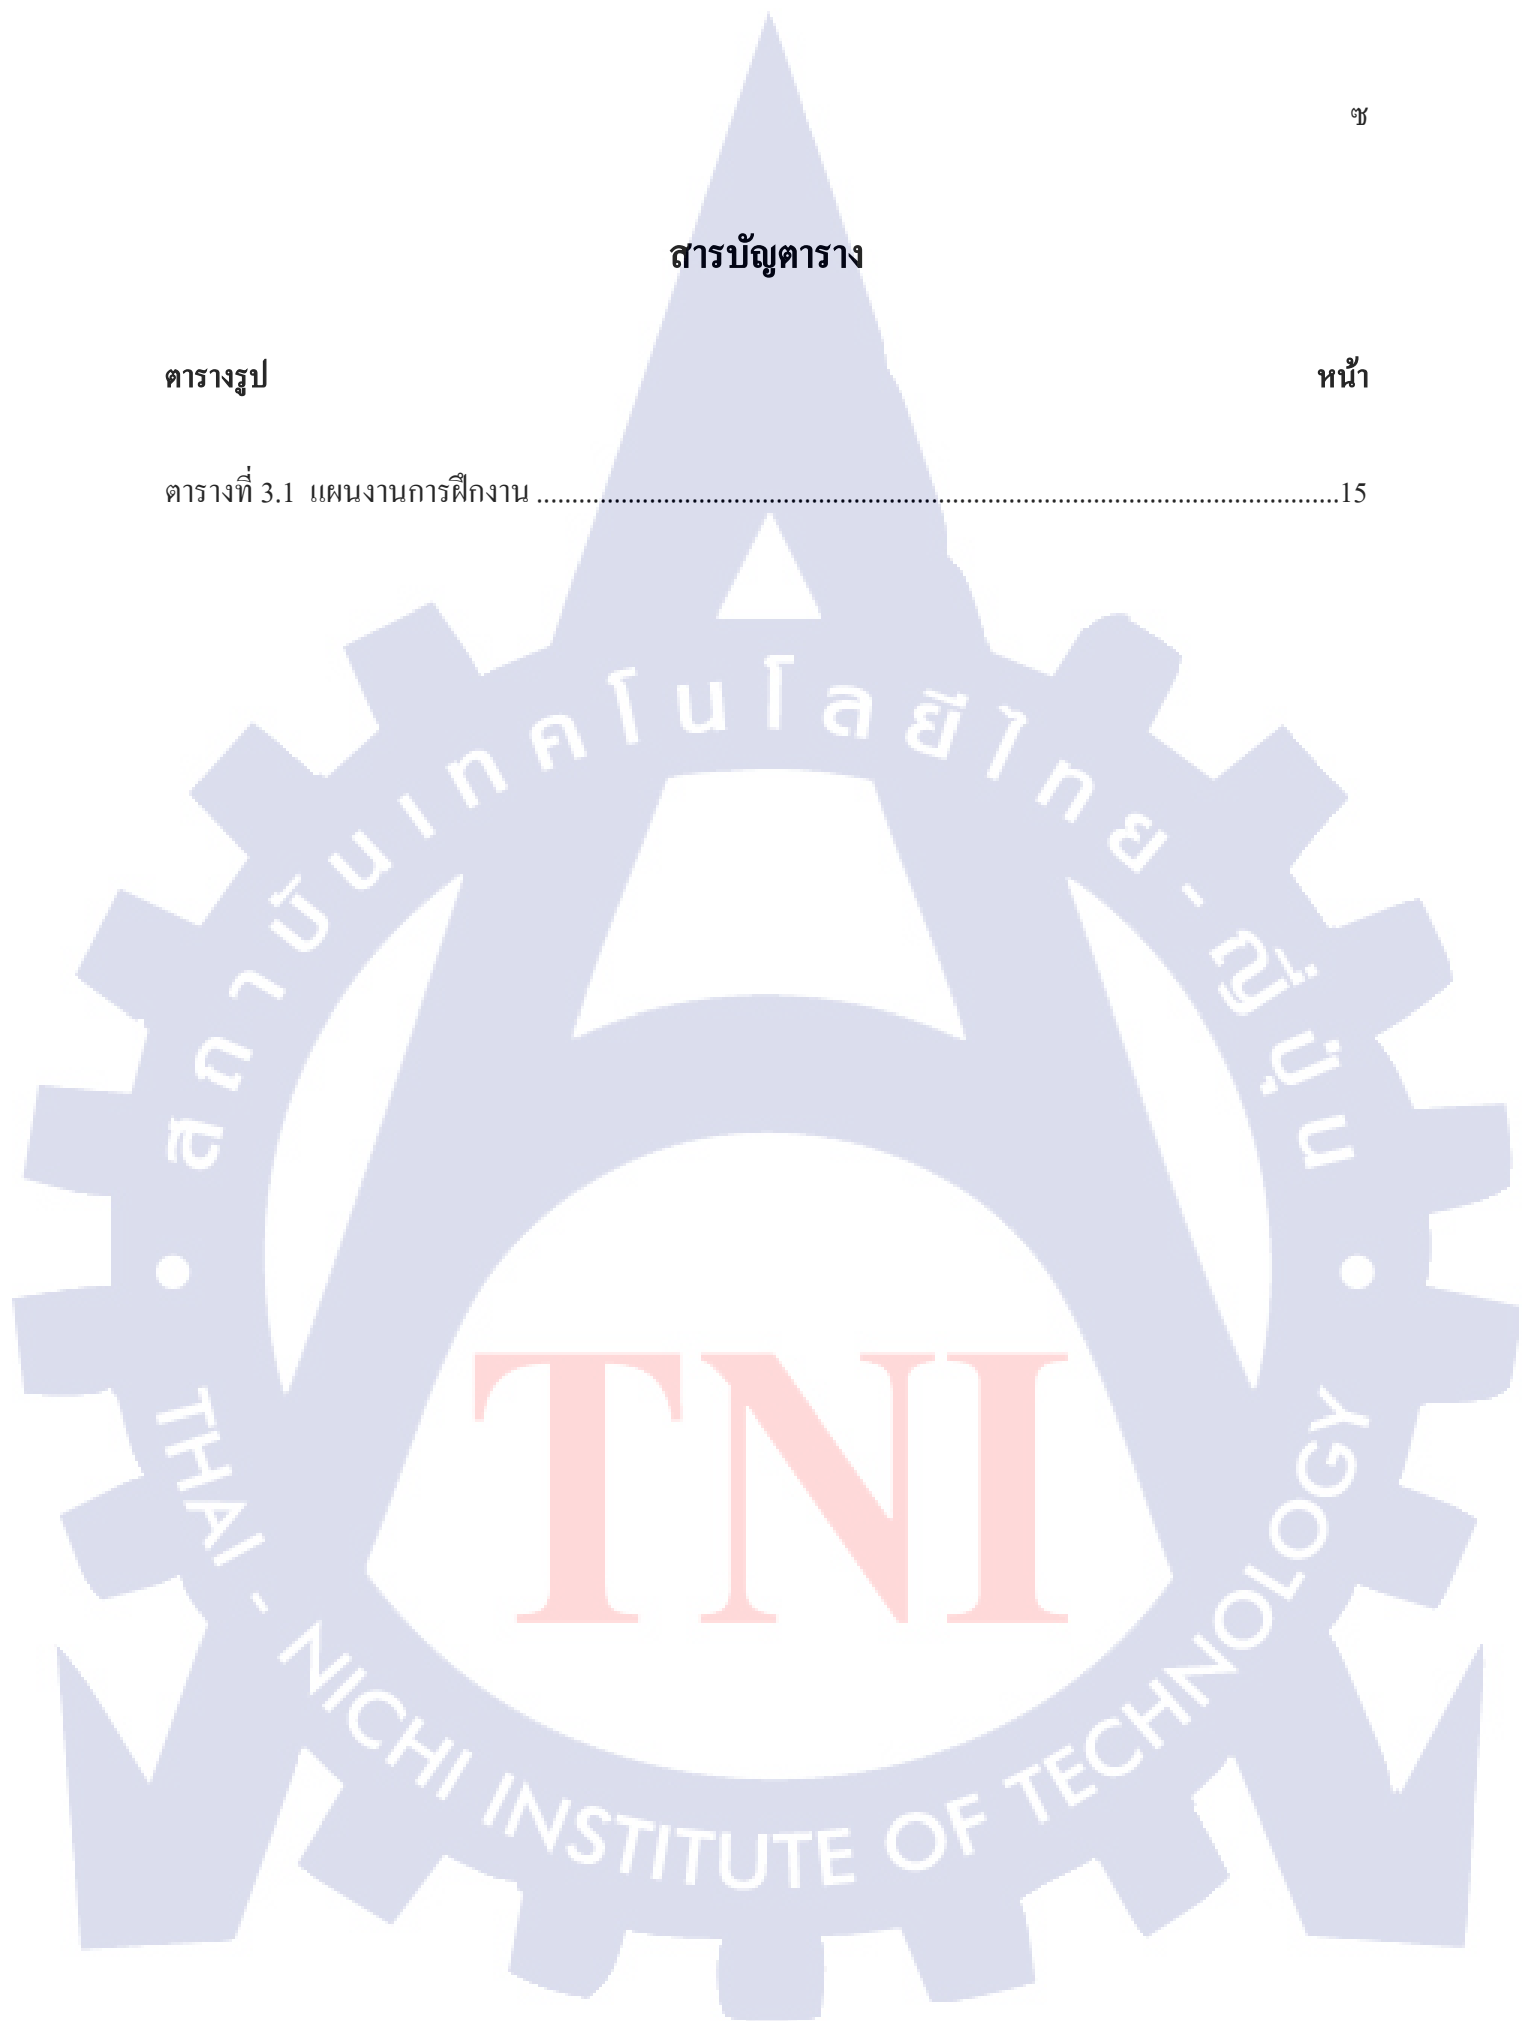 ซ
สารบัญตาราง
ตารางรูป หน้า
ตารางที่ 3.1 แผนงานการฝึกงาน ..................................................................................................................15
สถาบันเทคโนโลยีไทย-ญี่ปุ่น
TNI
THAI - NICHI INSTITUTE OF TECHNOLOGY